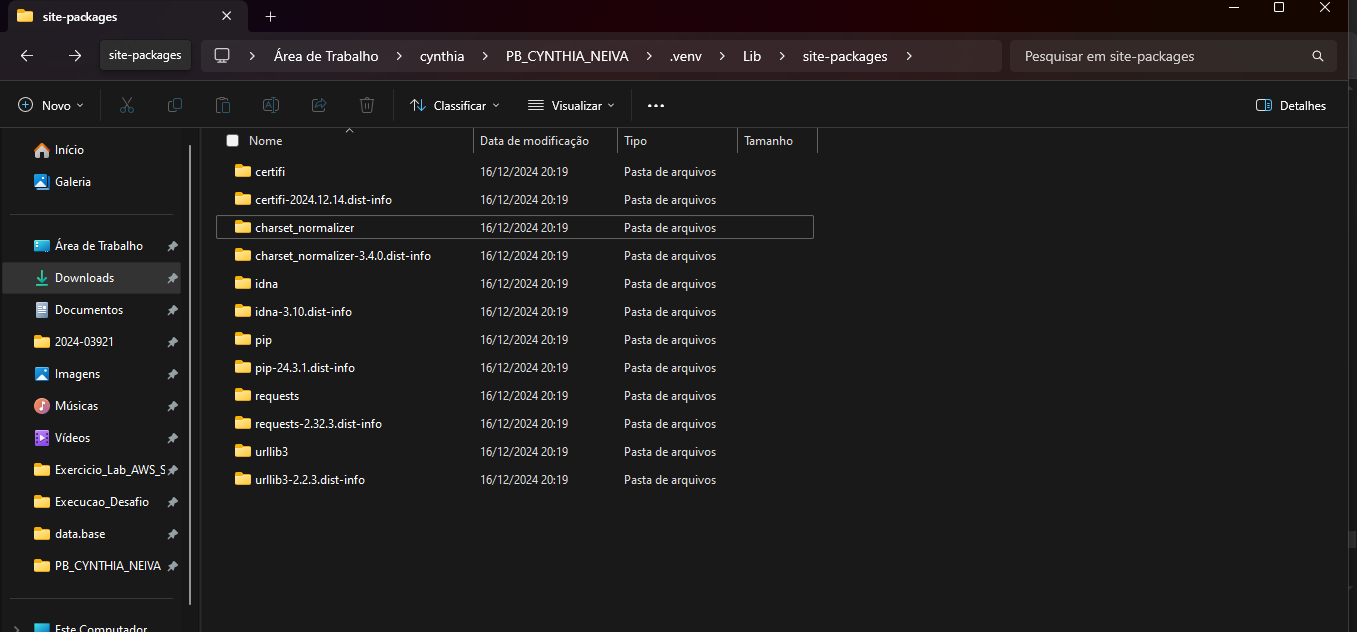 site-packages
site-packages
Área de Trabalho
cynthia
PB_CYNTHIA_NEIVA
.venv
Lib
site-packages
Pesquisar em site-packages
Novo
Classificar
Visualizar
Detalhes
Início
Galeria
Área de Trabalho
Downloads
Documentos
2024-03921
Imagens
Músicas
Vídeos
Exercicio_Lab_AWS_S
Execucao_Desafio
data.base
PB_CYNTHIA_NEIVA
Este Computador
Nome Data de modificação Tipo Tamanho
certifi 16/12/2024 20:19 Pasta de arquivos
certifi-2024.12.14.dist-info 16/12/2024 20:19 Pasta de arquivos
charset_normalizer 16/12/2024 20:19 Pasta de arquivos
charset_normalizer-3.4.0.dist-info 16/12/2024 20:19 Pasta de arquivos
idna 16/12/2024 20:19 Pasta de arquivos
idna-3.10.dist-info 16/12/2024 20:19 Pasta de arquivos
pip 16/12/2024 20:19 Pasta de arquivos
pip-24.3.1.dist-info 16/12/2024 20:19 Pasta de arquivos
requests 16/12/2024 20:19 Pasta de arquivos
requests-2.32.3.dist-info 16/12/2024 20:19 Pasta de arquivos
urllib3 16/12/2024 20:19 Pasta de arquivos
urllib3-2.2.3.dist-info 16/12/2024 20:19 Pasta de arquivos